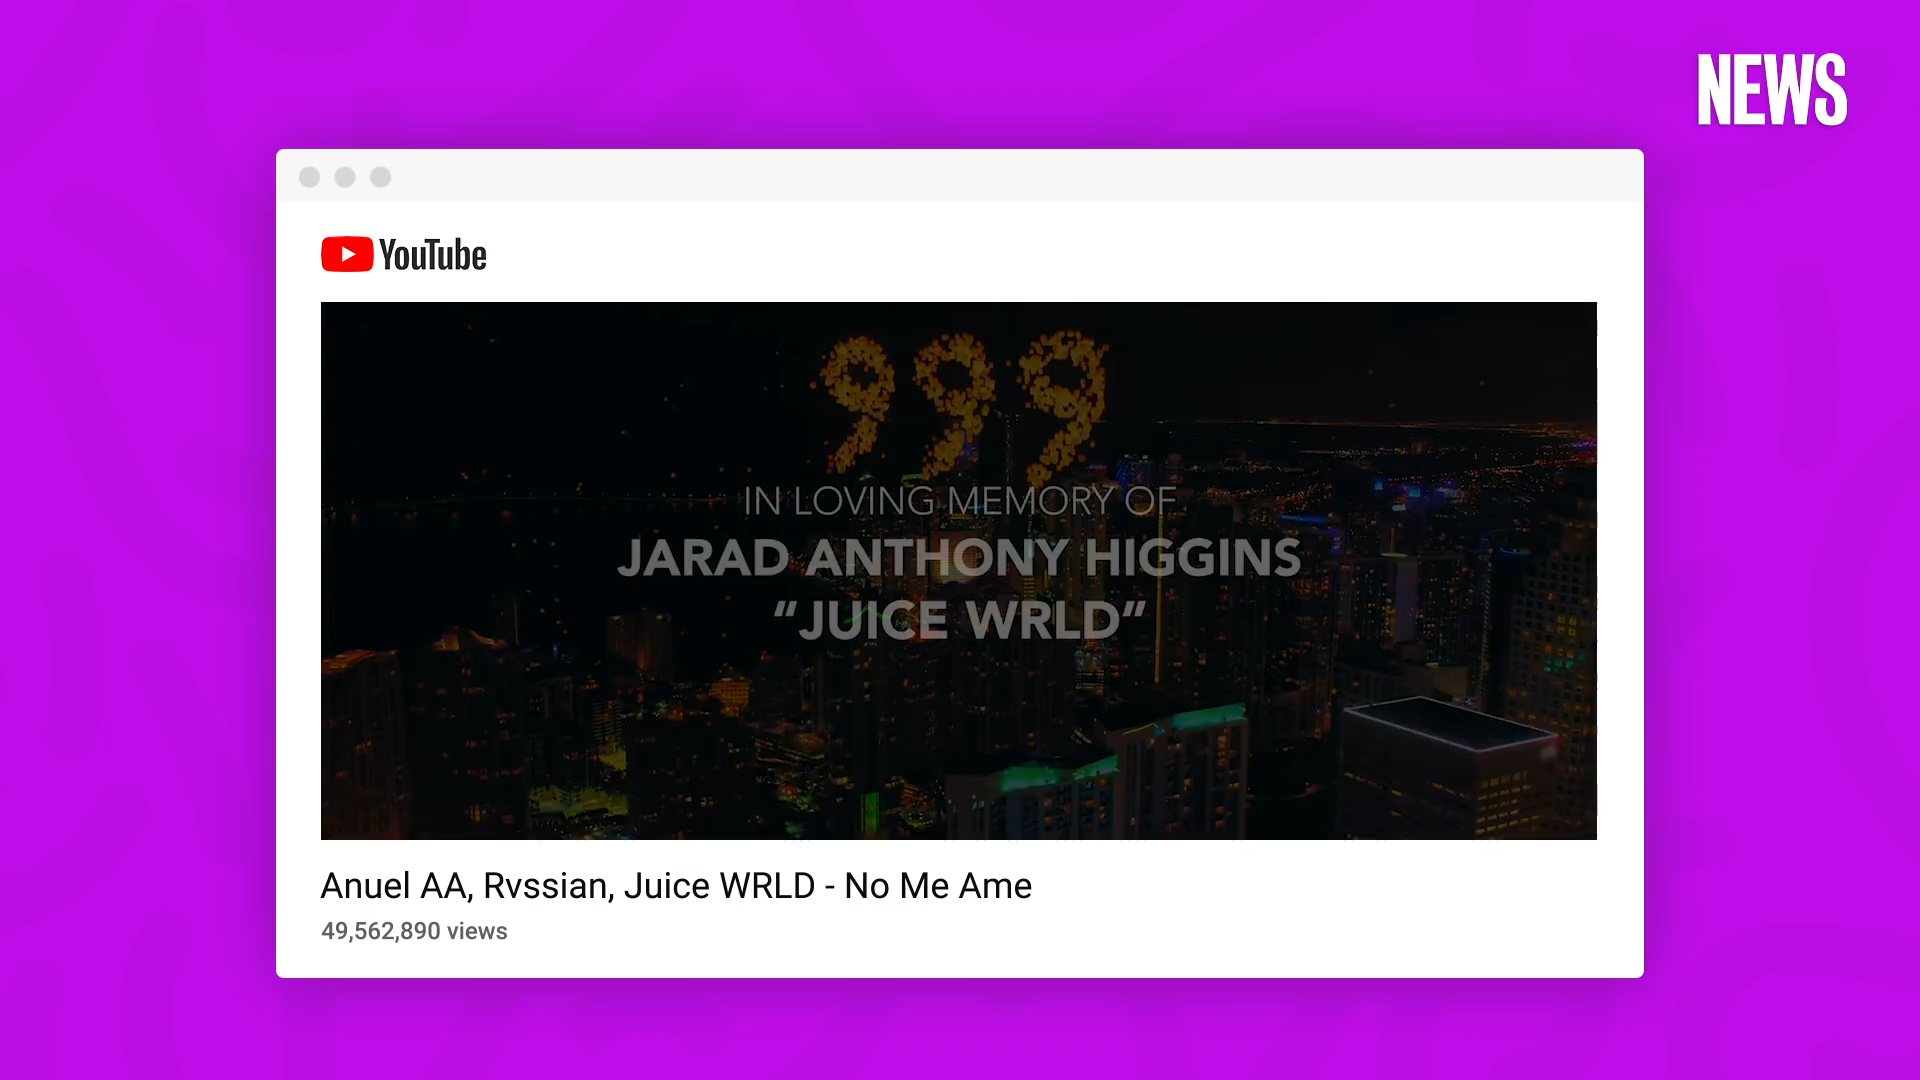 NEWS
YouTube
999
IN LOVING MEMORY OF
JARAD ANTHONY HIGGINS
“JUICE WRLD”
Anuel AA, Rvssian, Juice WRLD - No Me Ame
49,562,890 views